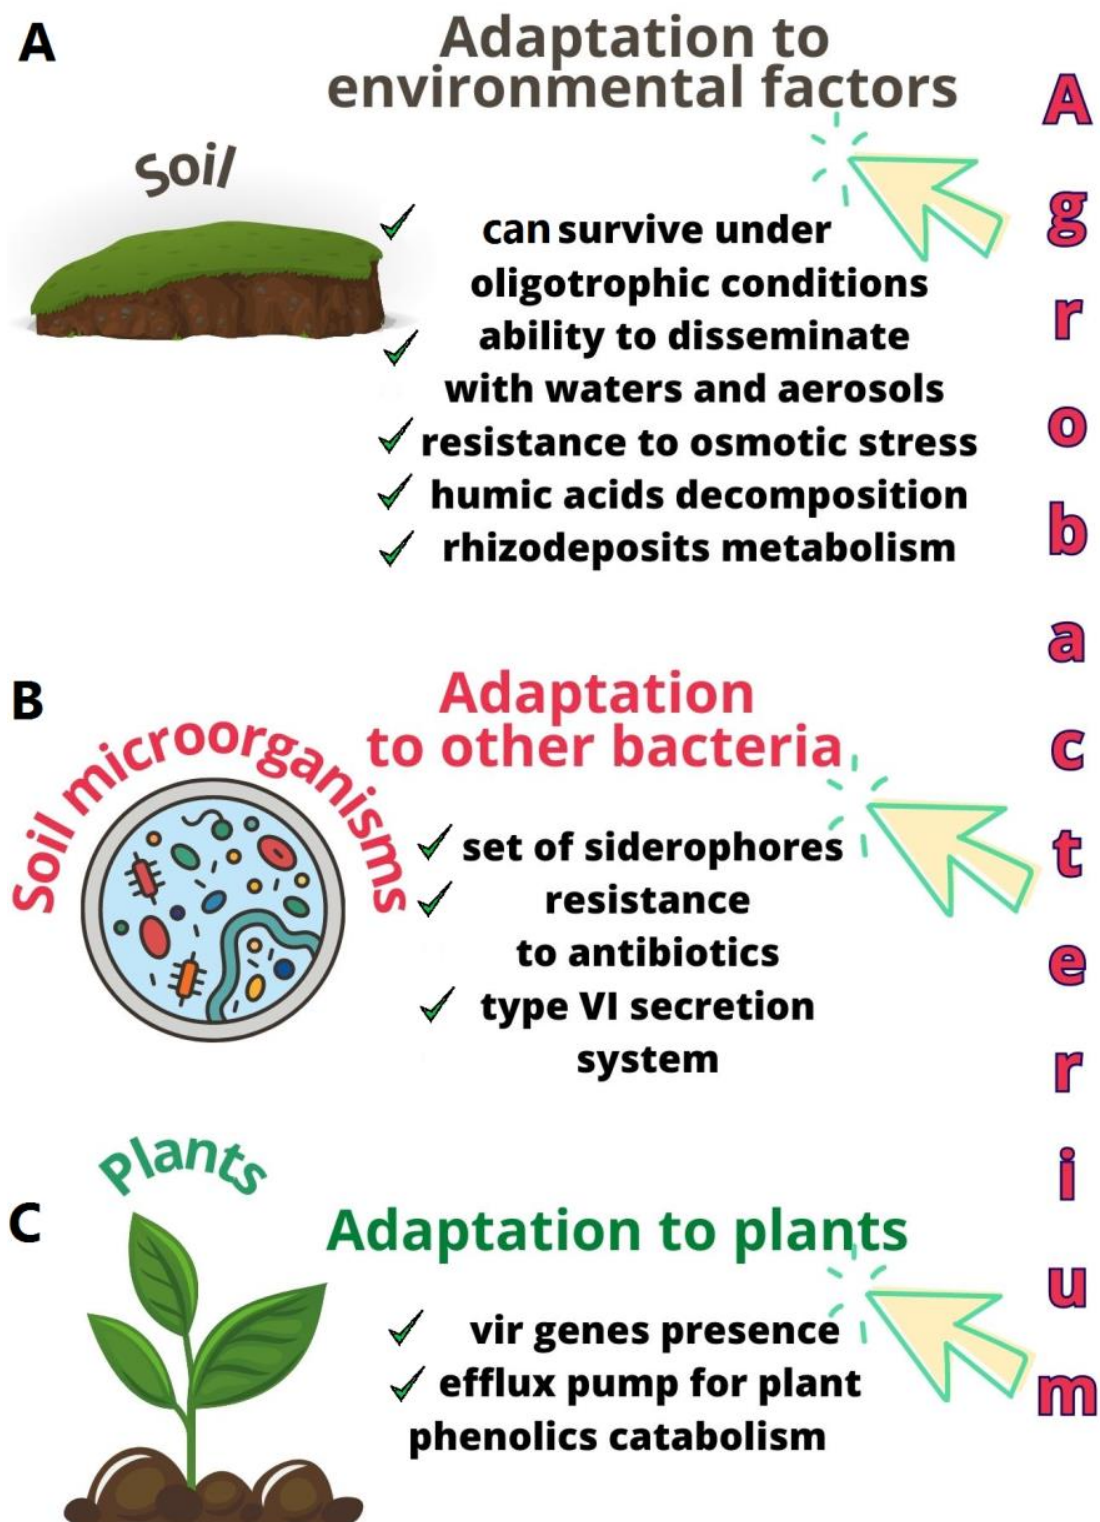 A
Adaptation to
environmental factors
Soil
can survive under
oligotrophic conditions
ability to disseminate
with waters and aerosols
resistance to osmotic stress
humic acids decomposition
rhizodeposits metabolism
B
Soil microorganisms
Adaptation
to other bacteria
set of siderophores
resistance
to antibiotics
type VI secretion
system
Plants
C
Adaptation to plants
vir genes presence
efflux pump for plant
phenolics catabolism
Agrobacterium